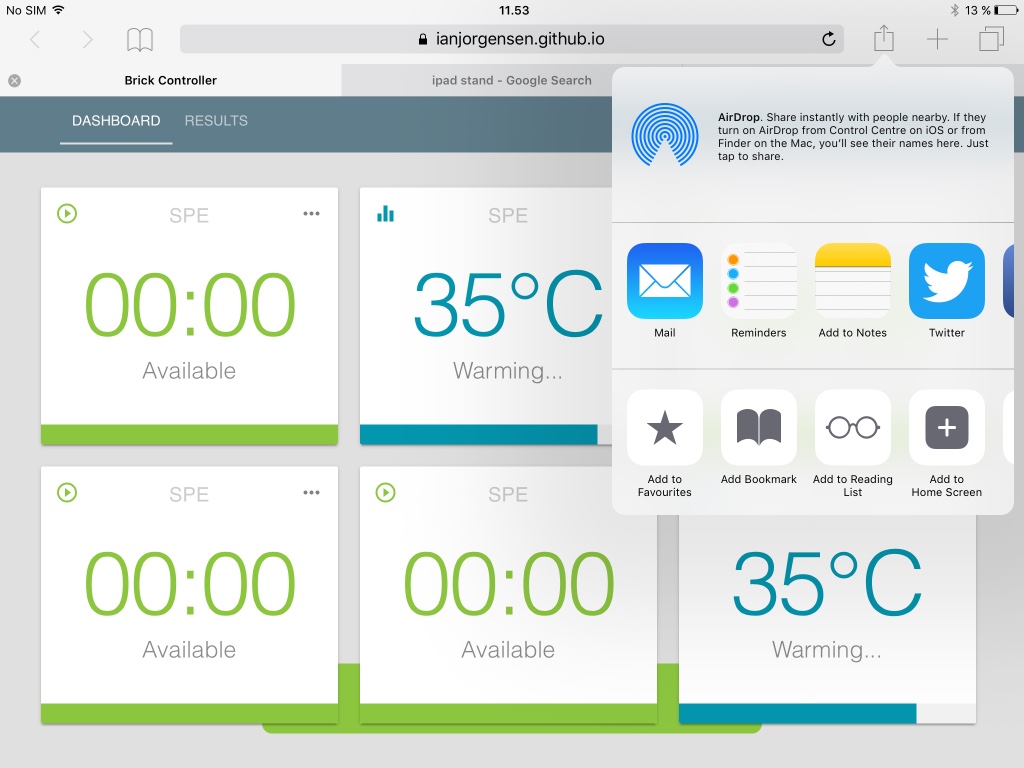 No SIM
11.53
13 %
ianjorgensen.github.io
Brick Controller
ipad stand - Google Search
DASHBOARD
RESULTS
AirDrop. Share instantly with people nearby. If they
turn on AirDrop from Control Centre on iOS or from
Finder on the Mac, you'll see their names here. Just
tap to share.
Mail
Reminders
Add to Notes
Twitter
Add to
Favourites
Add Bookmark
Add to Reading
List
Add to
Home Screen
SPE
•••
00:00
Available
SPE
35°C
Warming...
SPE
•••
00:00
Available
SPE
00:00
Available
35°C
Warming...